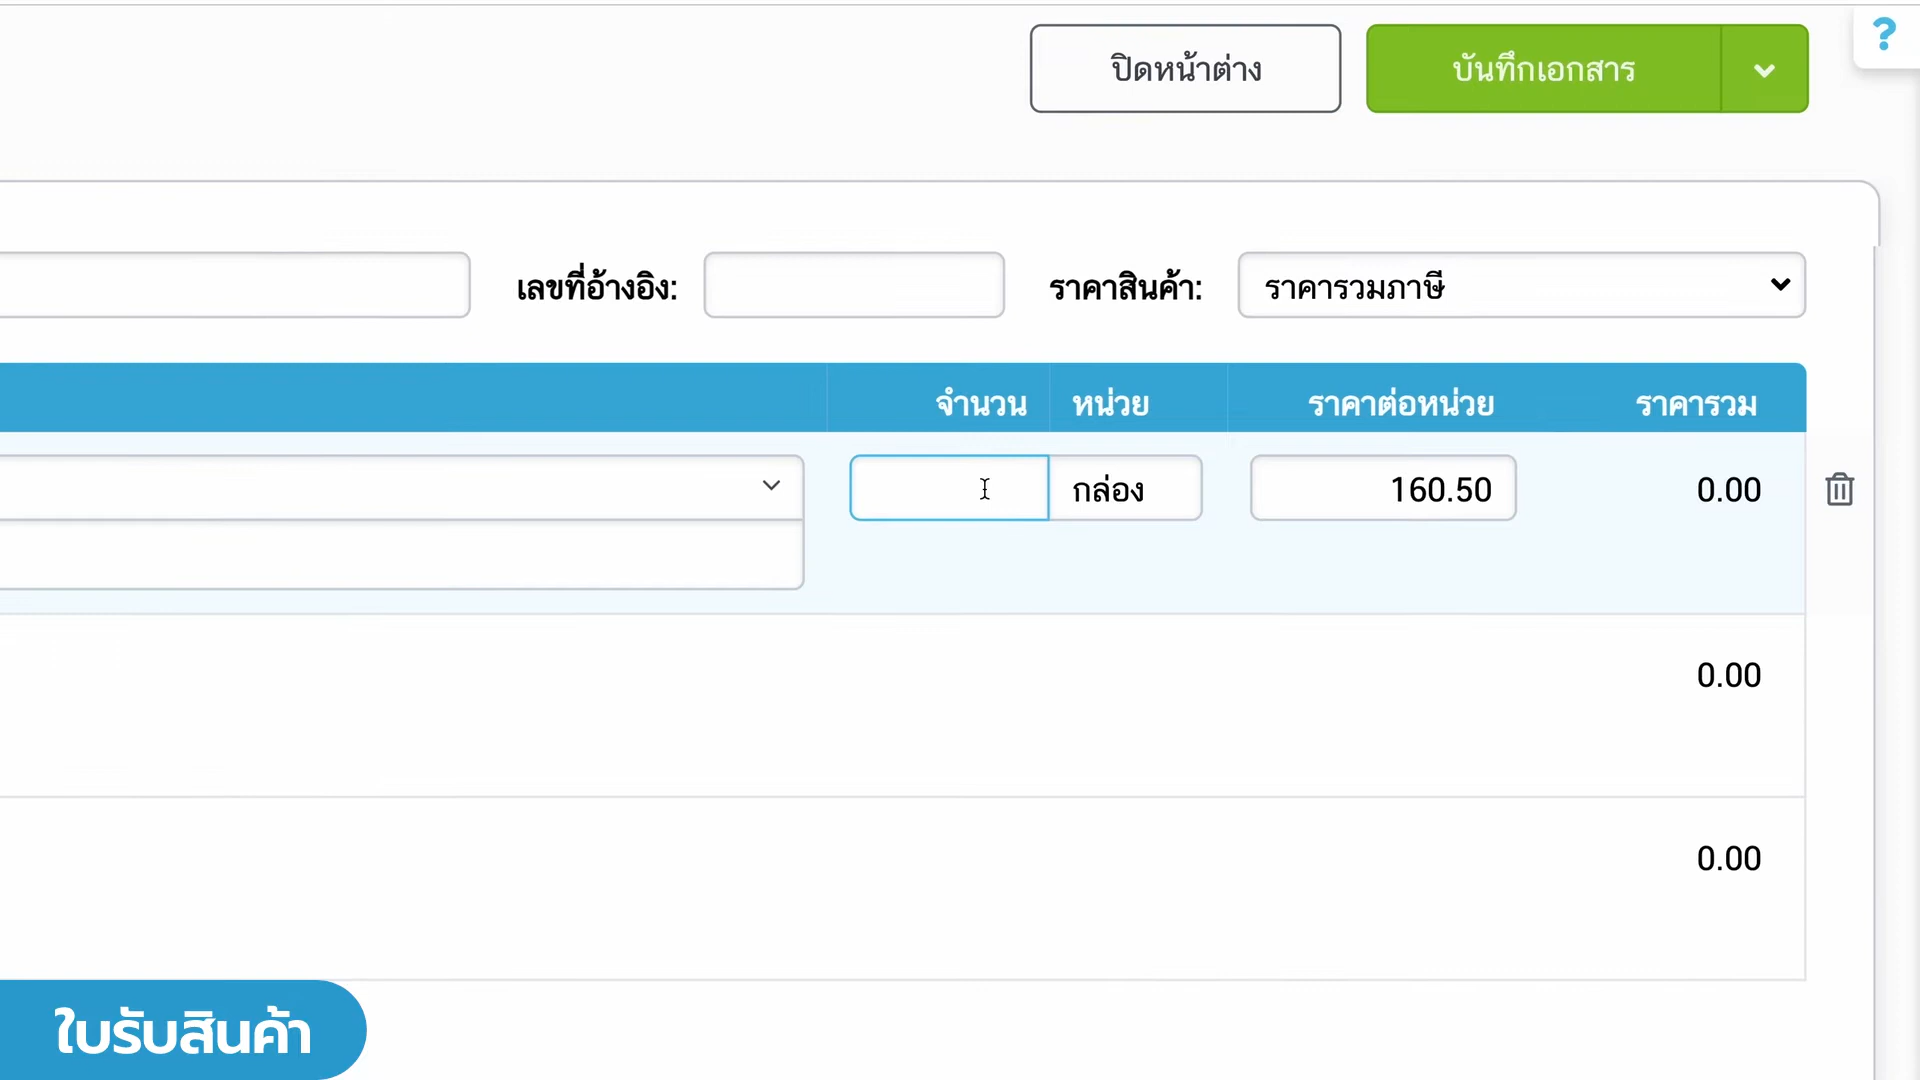 ปิดหน้าต่าง บันทึกเอกสาร ?
เลขที่อ้างอิง: ราคาสินค้า: ราคารวมภาษี
จำนวน หน่วย ราคาต่อหน่วย ราคารวม
กล่อง 160.50 0.00
0.00
0.00
ใบรับสินค้า